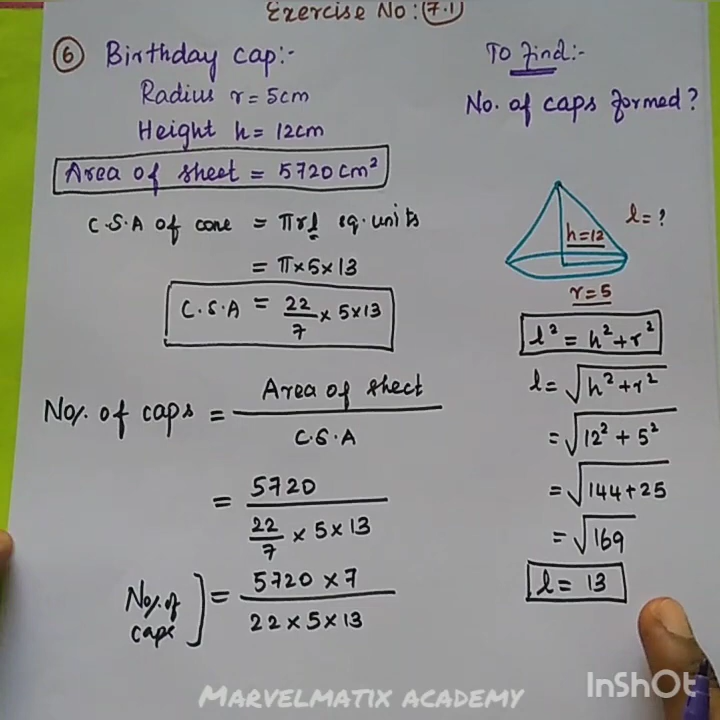 Exercise No: 7.1
6 Birthday cap:-
Radius r = 5cm
Height h = 12cm
Area of sheet = 5720 cm²
C.S.A of cone = πrl sq. units
= π × 5 × 13
C.S.A = 22/7 × 5 × 13
No/. of caps = Area of sheet / C.S.A
= 5720 / (22/7 × 5 × 13)
No/. of caps ] = 5720 × 7 / 22 × 5 × 13
To find:-
No. of caps formed?
l = ?
h = 12
r = 5
l² = h² + r²
l = √h² + r²
= √12² + 5²
= √144 + 25
= √169
l = 13
MARVELMATIX ACADEMY
InShOt